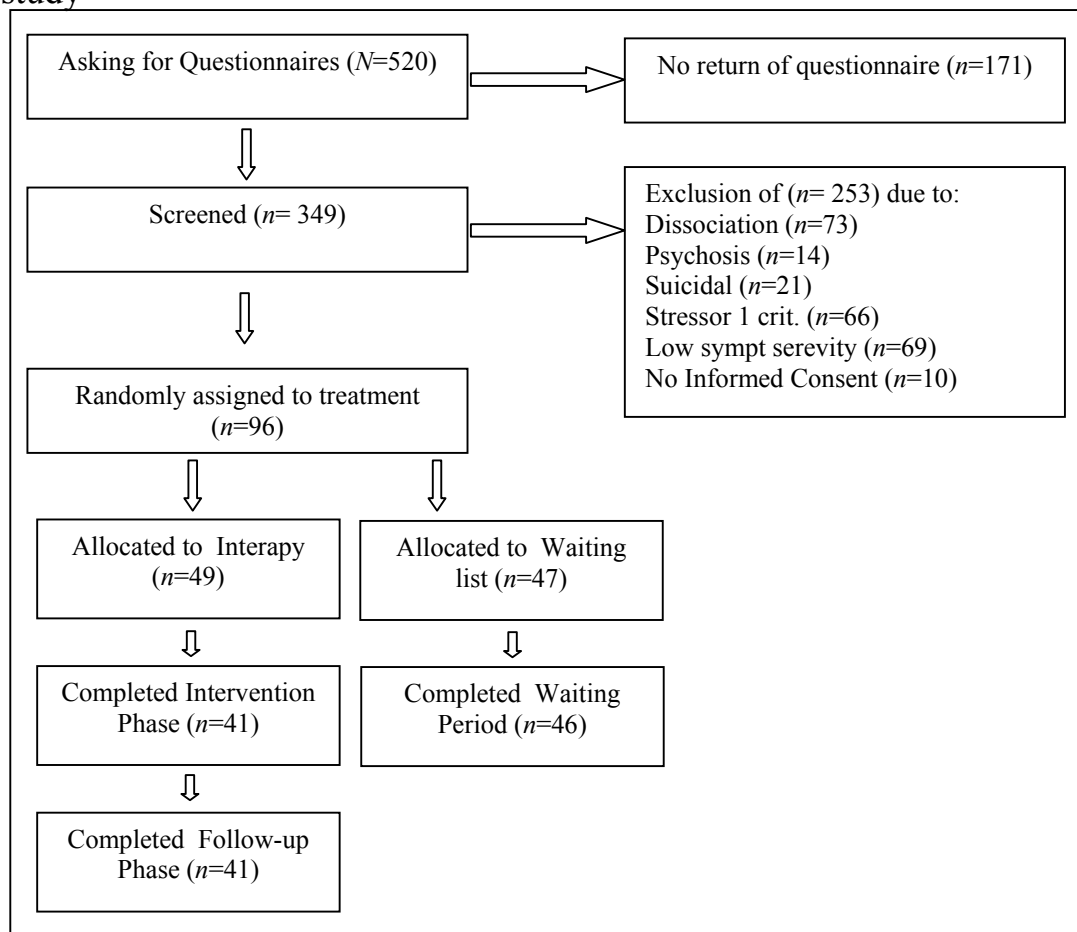 study
Asking for Questionnaires (N=520)
No return of questionnaire (n=171)
Screened (n= 349)
Exclusion of (n= 253) due to:
Dissociation (n=73)
Psychosis (n=14)
Suicidal (n=21)
Stressor 1 crit. (n=66)
Low sympt serevity (n=69)
No Informed Consent (n=10)
Randomly assigned to treatment
(n=96)
Allocated to Interapy
(n=49)
Allocated to Waiting
list (n=47)
Completed Intervention
Phase (n=41)
Completed Waiting
Period (n=46)
Completed Follow-up
Phase (n=41)